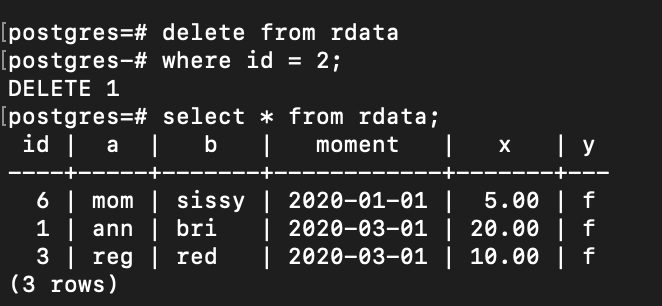 [postgres=# delete from rdata
[postgres-# where id = 2;
DELETE 1
[postgres=# select * from rdata;
 id |  a  |   b   |   moment   |   x   | y
----+-----+-------+------------+-------+---
  6 | mom | sissy | 2020-01-01 |  5.00 | f
  1 | ann | bri   | 2020-03-01 | 20.00 | f
  3 | reg | red   | 2020-03-01 | 10.00 | f
(3 rows)